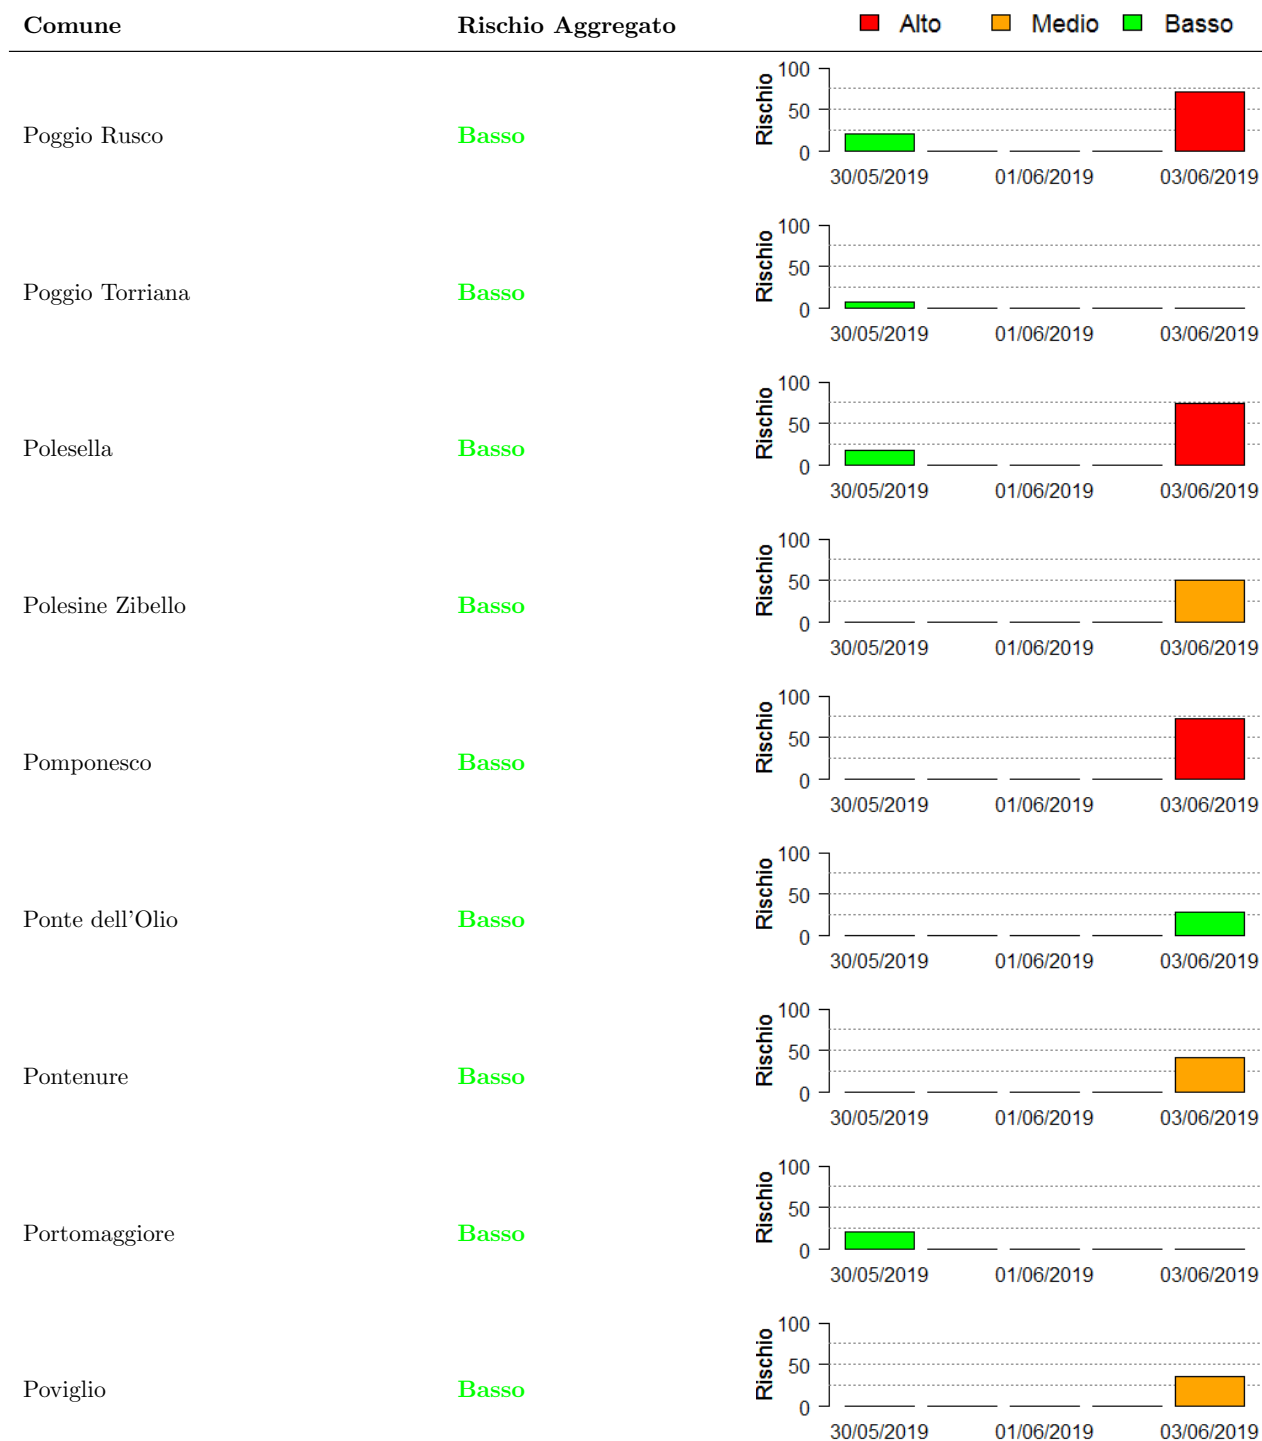 Comune Rischio Aggregato Alto Medio Basso
Poggio Rusco Basso
Rischio
100
50
0
30/05/2019 01/06/2019 03/06/2019
Poggio Torriana Basso
Rischio
100
50
0
30/05/2019 01/06/2019 03/06/2019
Polesella Basso
Rischio
100
50
0
30/05/2019 01/06/2019 03/06/2019
Polesine Zibello Basso
Rischio
100
50
0
30/05/2019 01/06/2019 03/06/2019
Pomponesco Basso
Rischio
100
50
0
30/05/2019 01/06/2019 03/06/2019
Ponte dell'Olio Basso
Rischio
100
50
0
30/05/2019 01/06/2019 03/06/2019
Pontenure Basso
Rischio
100
50
0
30/05/2019 01/06/2019 03/06/2019
Portomaggiore Basso
Rischio
100
50
0
30/05/2019 01/06/2019 03/06/2019
Poviglio Basso
Rischio
100
50
0
30/05/2019 01/06/2019 03/06/2019